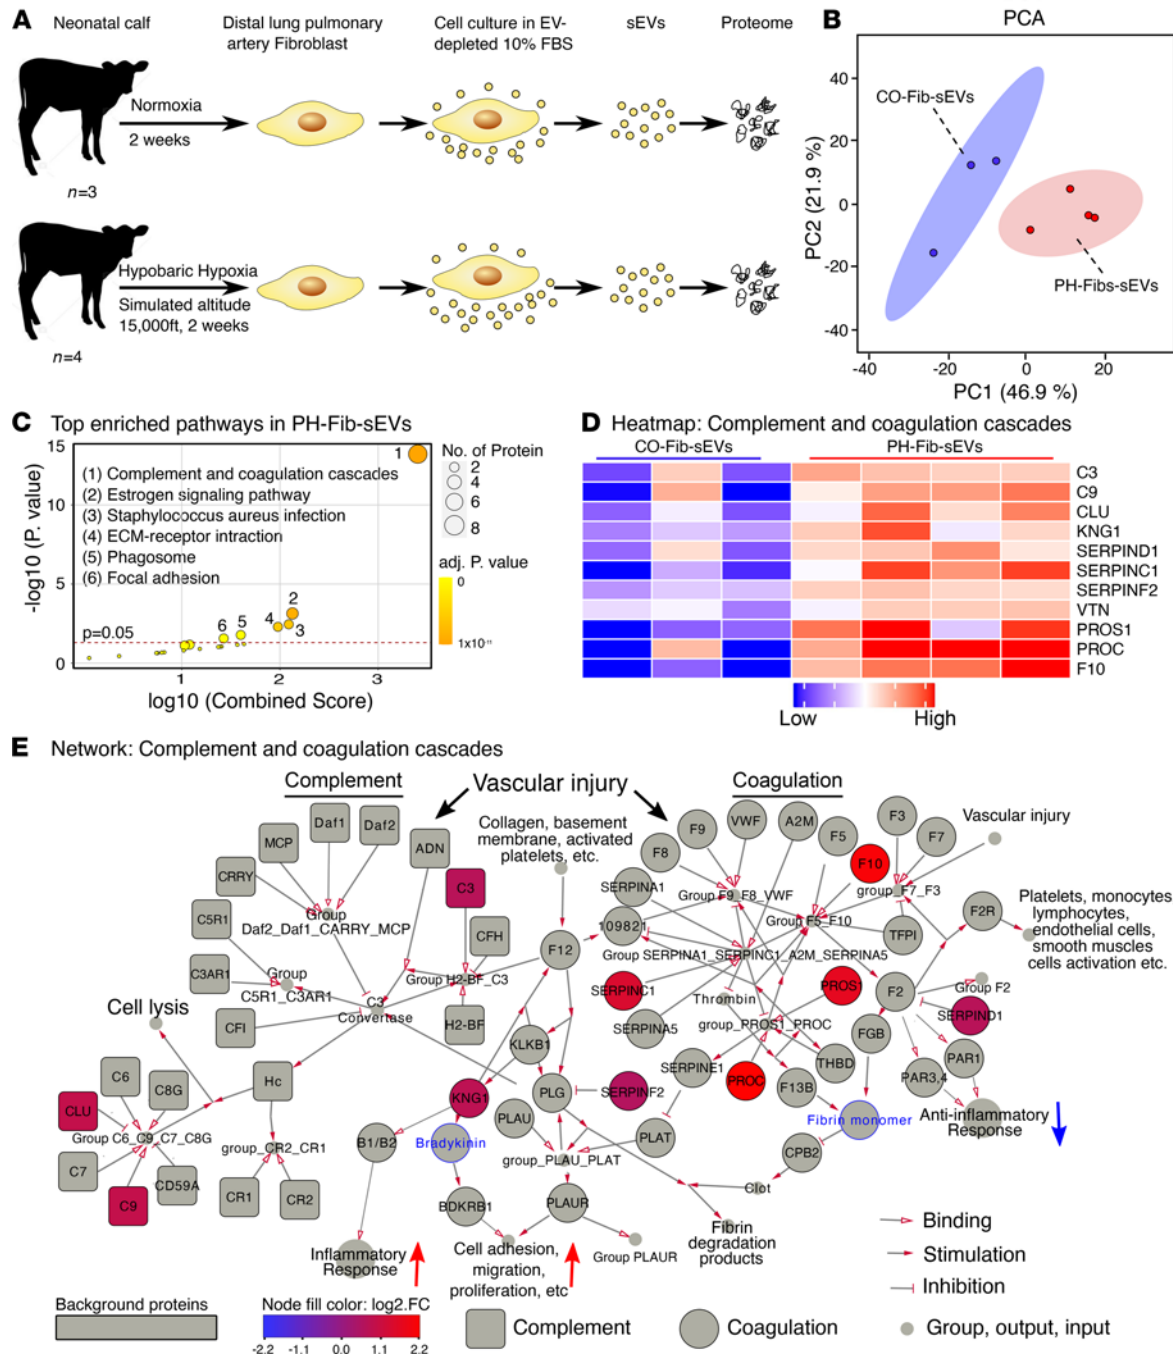 A
Neonatal calf
Distal lung pulmonary
artery Fibroblast
Cell culture in EV-
depleted 10% FBS
sEVs
Proteome
Normoxia
2 weeks
n=3
Hypobaric Hypoxia
Simulated altitude
15,000ft, 2 weeks
n=4
B
PCA
CO-Fib-sEVs
PH-Fibs-sEVs
PC2 (21.9 %)
40
20
0
-20
-40
-40
-20
0
20
PC1 (46.9 %)
C Top enriched pathways in PH-Fib-sEVs
-log10 (P. value)
15
10
5
0
(1) Complement and coagulation cascades
(2) Estrogen signaling pathway
(3) Staphylococcus aureus infection
(4) ECM-receptor intraction
(5) Phagosome
(6) Focal adhesion
1
2
3
4
5
6
p=0.05
1
2
3
log10 (Combined Score)
No. of Protein
2
4
6
8
adj. P. value
0
1x10⁻¹¹
D Heatmap: Complement and coagulation cascades
CO-Fib-sEVs
PH-Fib-sEVs
C3
C9
CLU
KNG1
SERPIND1
SERPINC1
SERPINF2
VTN
PROS1
PROC
F10
Low
High
E Network: Complement and coagulation cascades
Complement
Vascular injury
Coagulation
Daf1
Daf2
MCP
ADN
CRRY
C3
C5R1
Group
Daf2_Daf1_CARRY_MCP
CFH
C3AR1
Group
C5R1_C3AR1
Group H2-BF_C3
C3
Convertase
CFI
H2-BF
Cell lysis
C6
C8G
Hc
CLU
Group C6_C9_C7_C8G
C7
CD59A
C9
group_CR2_CR1
CR1
CR2
Collagen, basement
membrane, activated
platelets, etc.
F12
KLKB1
KNG1
PLG
SERPINF2
B1/B2
Bradykinin
PLAU
group_PLAU_PLAT
PLAT
BDKRB1
PLAUR
Group PLAUR
Inflammatory
Response
Cell adhesion,
migration,
proliferation, etc
Fibrin
degradation
products
F8
F9
VWF
A2M
F5
F3
F7
F10
Vascular injury
SERPINA1
Group F9_F8_VWF
group_F7_F3
109821
Group F5_F10
TFPI
F2R
Platelets, monocytes
lymphocytes,
endothelial cells,
smooth muscles
cells activation etc.
Group SERPINA1_SERPINC1_A2M_SERPINA5
SERPINC1
Thrombin
PROS1
F2
Group F2
SERPIND1
SERPINA5
group_PROS1_PROC
FGB
SERPINE1
PROC
THBD
F13B
PAR3,4
PAR1
Fibrin monomer
Anti-inflammatory
Response
CPB2
Clot
Binding
Stimulation
Inhibition
Background proteins
Node fill color: log2.FC
-2.2
-1.1
0.0
1.1
2.2
Complement
Coagulation
Group, output, input